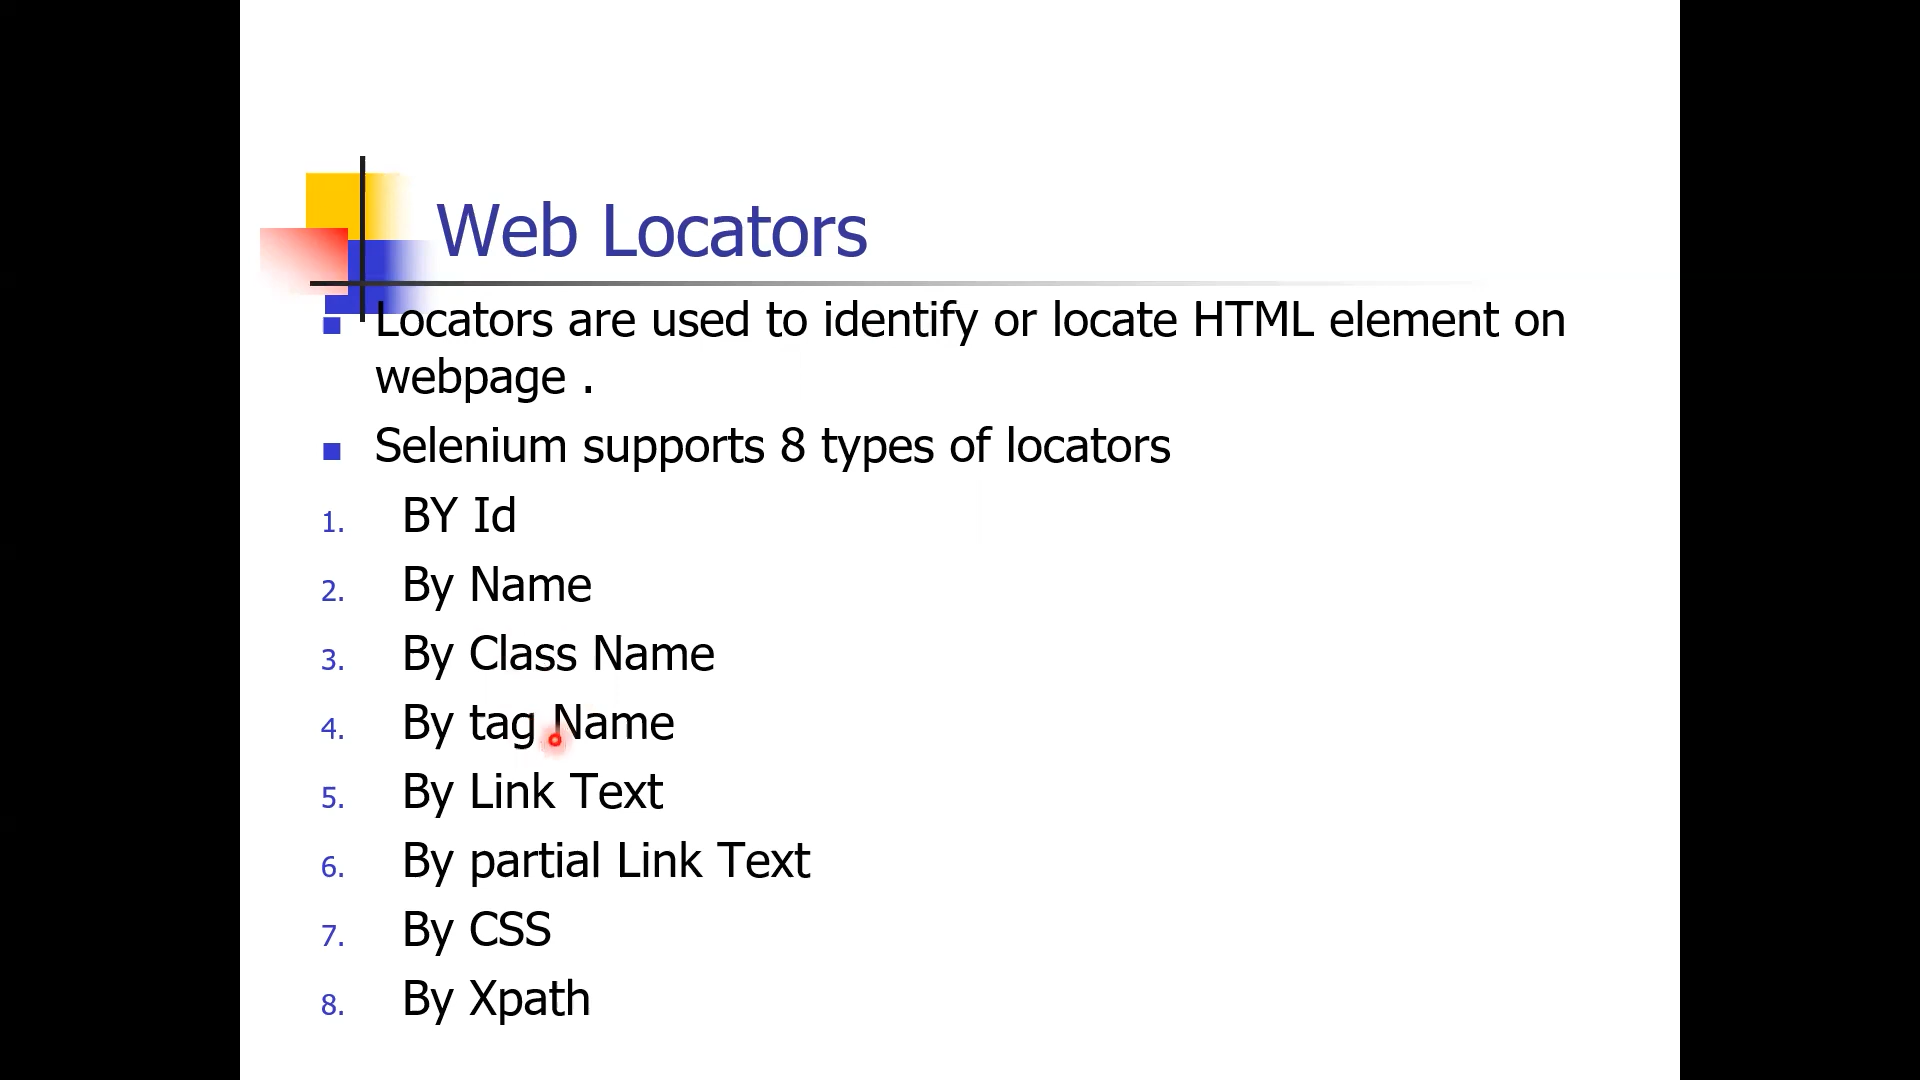 Web Locators
Locators are used to identify or locate HTML element on
webpage .
Selenium supports 8 types of locators
1. BY Id
2. By Name
3. By Class Name
4. By tag Name
5. By Link Text
6. By partial Link Text
7. By CSS
8. By Xpath